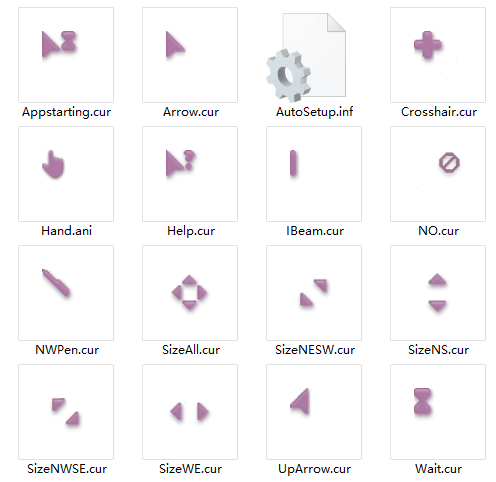 Appstarting.cur
Arrow.cur
AutoSetup.inf
Crosshair.cur
Hand.ani
Help.cur
IBeam.cur
NO.cur
NWPen.cur
SizeAll.cur
SizeNESW.cur
SizeNS.cur
SizeNWSE.cur
SizeWE.cur
UpArrow.cur
Wait.cur